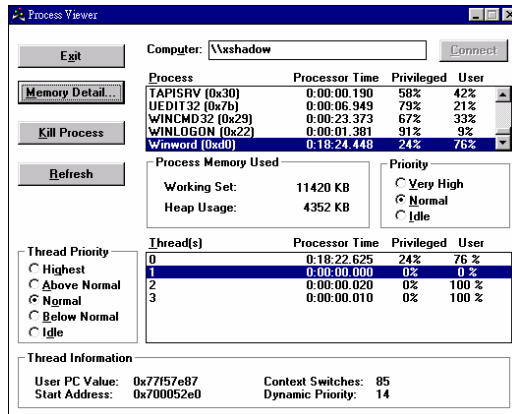 Process Viewer
Exit
Computer: \\xshadow
Connect
Memory Detail...
Kill Process
Refresh
Process Processor Time Privileged User
TAPISRV (0x30) 0:00:00.190 58% 42%
UEDIT32 (0x7b) 0:00:06.949 79% 21%
WINCMD32 (0x29) 0:00:23.373 67% 33%
WINLOGON (0x22) 0:00:01.381 91% 9%
Winword (0xd0) 0:18:24.448 24% 76%
Process Memory Used
Working Set: 11420 KB
Heap Usage: 4352 KB
Priority
Very High
Normal
Idle
Thread Priority
Highest
Above Normal
Normal
Below Normal
Idle
Thread(s) Processor Time Privileged User
0 0:18:22.625 24% 76 %
1 0:00:00.000 0% 0 %
2 0:00:00.020 0% 100 %
3 0:00:00.010 0% 100 %
Thread Information
User PC Value: 0x77f57e87 Context Switches: 85
Start Address: 0x700052e0 Dynamic Priority: 14